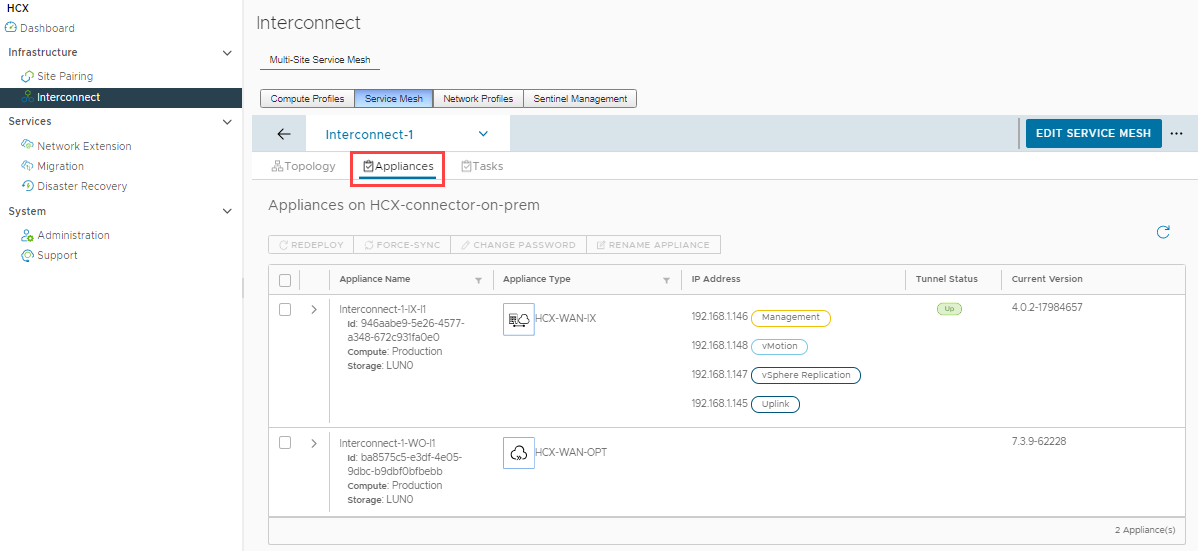 HCX
Dashboard
Infrastructure
Site Pairing
Interconnect
Services
Network Extension
Migration
Disaster Recovery
System
Administration
Support
Interconnect
Multi-Site Service Mesh
Compute Profiles
Service Mesh
Network Profiles
Sentinel Management
Interconnect-1
EDIT SERVICE MESH
Topology
Appliances
Tasks
Appliances on HCX-connector-on-prem
REDEPLOY
FORCE-SYNC
CHANGE PASSWORD
RENAME APPLIANCE
Appliance Name
Appliance Type
IP Address
Tunnel Status
Current Version
Interconnect-1-IX-I1
Id: 946aabe9-5e26-4577-
a348-672c931fa0e0
Compute: Production
Storage: LUN0
HCX-WAN-IX
192.168.1.146 Management
192.168.1.148 vMotion
192.168.1.147 vSphere Replication
192.168.1.145 Uplink
Up
4.0.2-17984657
Interconnect-1-WO-I1
Id: ba8575c5-e3df-4e05-
9dbc-b9dbf0bfbebb
Compute: Production
Storage: LUN0
HCX-WAN-OPT
7.3.9-62228
2 Appliance(s)